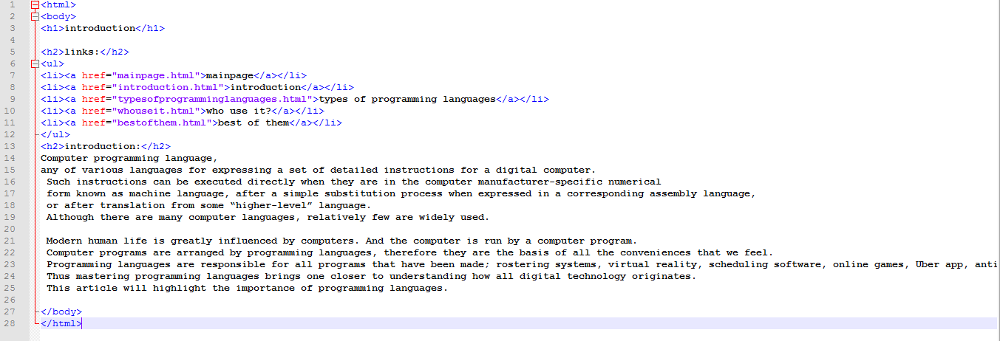 1 <html>
2 <body>
3 <h1>introduction</h1>
4
5 <h2>links:</h2>
6 <ul>
7 <li><a href="mainpage.html">mainpage</a></li>
8 <li><a href="introduction.html">introduction</a></li>
9 <li><a href="typesofprogramminglanguages.html">types of programming languages</a></li>
10 <li><a href="whouseit.html">who use it?</a></li>
11 <li><a href="bestofthem.html">best of them</a></li>
12 </ul>
13 <h2>introduction:</h2>
14 Computer programming language,
15 any of various languages for expressing a set of detailed instructions for a digital computer.
16 Such instructions can be executed directly when they are in the computer manufacturer-specific numerical
17 form known as machine language, after a simple substitution process when expressed in a corresponding assembly language,
18 or after translation from some “higher-level” language.
19 Although there are many computer languages, relatively few are widely used.
20
21 Modern human life is greatly influenced by computers. And the computer is run by a computer program.
22 Computer programs are arranged by programming languages, therefore they are the basis of all the conveniences that we feel.
23 Programming languages are responsible for all programs that have been made; rostering systems, virtual reality, scheduling software, online games, Uber app, anti
24 Thus mastering programming languages brings one closer to understanding how all digital technology originates.
25 This article will highlight the importance of programming languages.
26
27 </body>
28 </html>